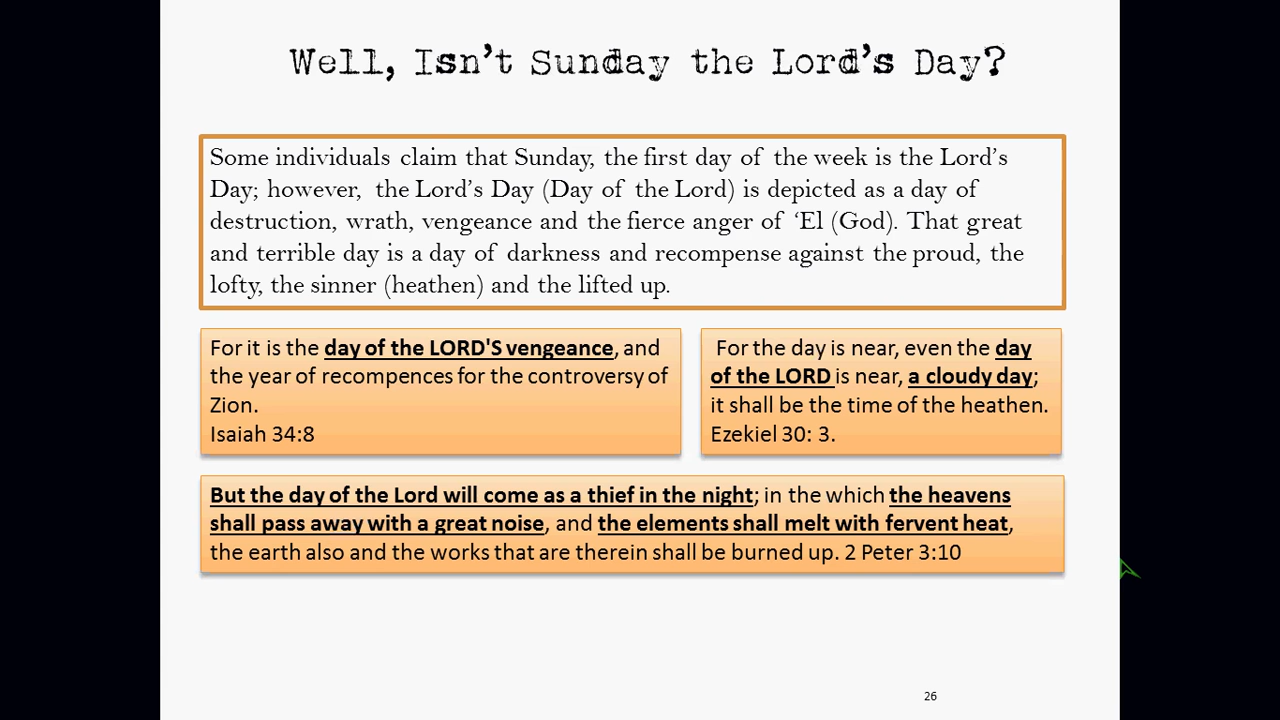 Well, Isn’t Sunday the Lord’s Day?
Some individuals claim that Sunday, the first day of the week is the Lord’s
Day; however, the Lord’s Day (Day of the Lord) is depicted as a day of
destruction, wrath, vengeance and the fierce anger of ‘El (God). That great
and terrible day is a day of darkness and recompense against the proud, the
lofty, the sinner (heathen) and the lifted up.
For it is the day of the LORD'S vengeance, and
the year of recompences for the controversy of
Zion.
Isaiah 34:8
For the day is near, even the day
of the LORD is near, a cloudy day;
it shall be the time of the heathen.
Ezekiel 30: 3.
But the day of the Lord will come as a thief in the night; in the which the heavens
shall pass away with a great noise, and the elements shall melt with fervent heat,
the earth also and the works that are therein shall be burned up. 2 Peter 3:10
26